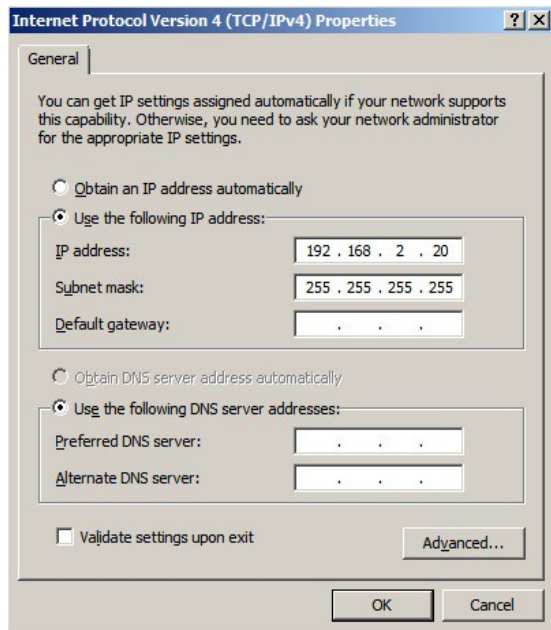 Internet Protocol Version 4 (TCP/IPv4) Properties
General
You can get IP settings assigned automatically if your network supports
this capability. Otherwise, you need to ask your network administrator
for the appropriate IP settings.
Obtain an IP address automatically
Use the following IP address:
IP address: 192 . 168 . 2 . 20
Subnet mask: 255 . 255 . 255 . 255
Default gateway: . . .
Obtain DNS server address automatically
Use the following DNS server addresses:
Preferred DNS server: . . .
Alternate DNS server: . . .
Validate settings upon exit
Advanced...
OK Cancel